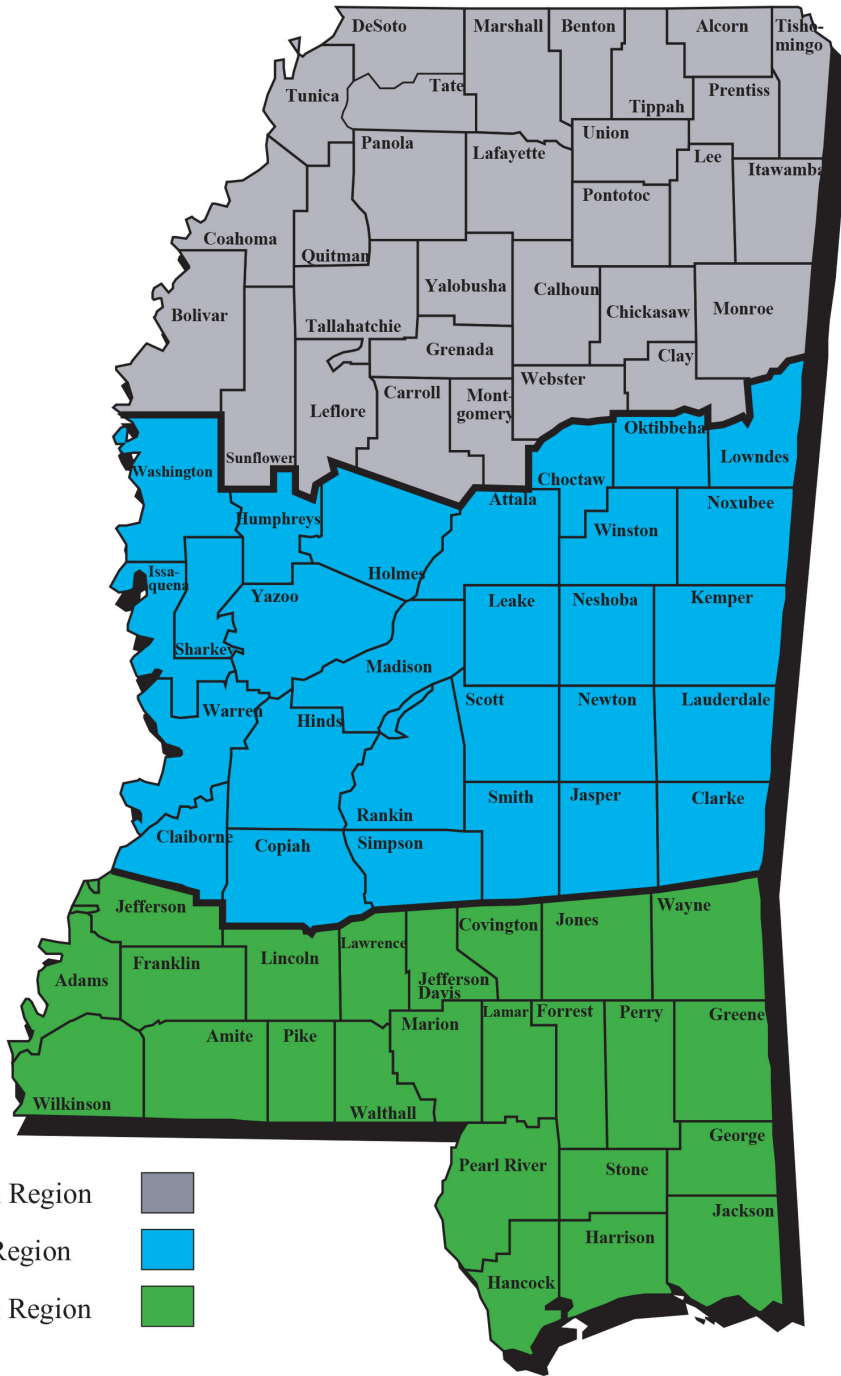 DeSoto
Marshall
Benton
Alcorn
Tisho-
mingo
Tunica
Tate
Tippah
Prentiss
Panola
Lafayette
Union
Lee
Itawamba
Pontotoc
Coahoma
Quitman
Bolivar
Tallahatchie
Yalobusha
Calhoun
Chickasaw
Monroe
Grenada
Clay
Webster
Leflore
Carroll
Mont-
gomery
Sunflower
Oktibbeha
Lowndes
Washington
Choctaw
Attala
Noxubee
Humphreys
Winston
Issa-
quena
Holmes
Yazoo
Leake
Neshoba
Kemper
Sharkey
Madison
Warren
Hinds
Scott
Newton
Lauderdale
Rankin
Smith
Jasper
Clarke
Claiborne
Copiah
Simpson
Jefferson
Lincoln
Lawrence
Covington
Jones
Wayne
Adams
Franklin
Jefferson
Davis
Amite
Pike
Marion
Lamar
Forrest
Perry
Greene
Wilkinson
Walthall
George
Pearl River
Stone
Region
Jackson
Region
Harrison
Hancock
Region